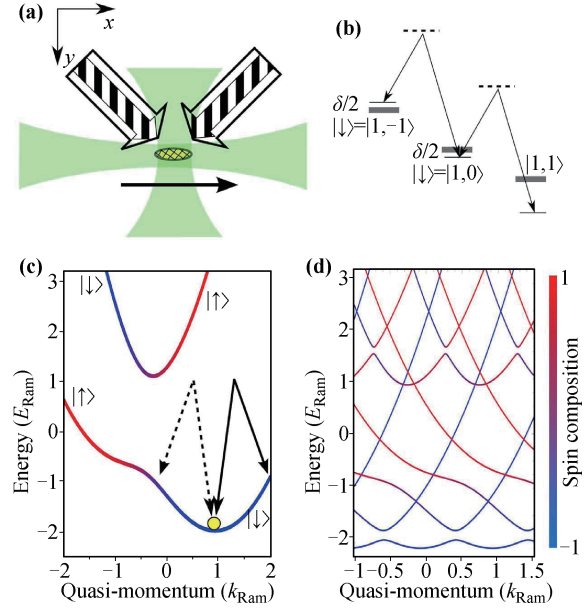 (a)
x
y
(b)
δ/2
|↓⟩=|1,−1⟩
δ/2
|↓⟩=|1,0⟩
|1,1⟩
(c)
3
2
1
0
−1
−2
Energy (E_Ram)
|↓⟩
|↑⟩
|↑⟩
|↓⟩
−2 −1 0 1 2
Quasi-momentum (k_Ram)
(d)
3
2
1
0
−1
−2
Energy (E_Ram)
−1 −0.5 0 0.5 1 1.5
Quasi-momentum (k_Ram)
1
Spin composition
−1